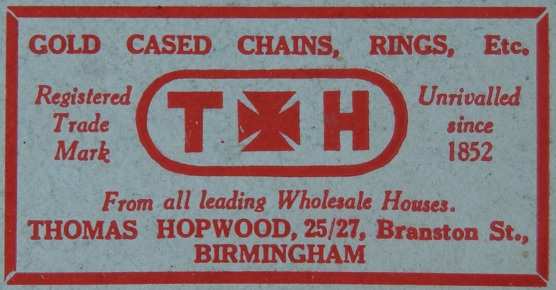 GOLD CASED CHAINS, RINGS, Etc.
Registered
Trade
Mark
T H
Unrivalled
since
1852
From all leading Wholesale Houses.
THOMAS HOPWOOD, 25/27, Branston St.,
BIRMINGHAM